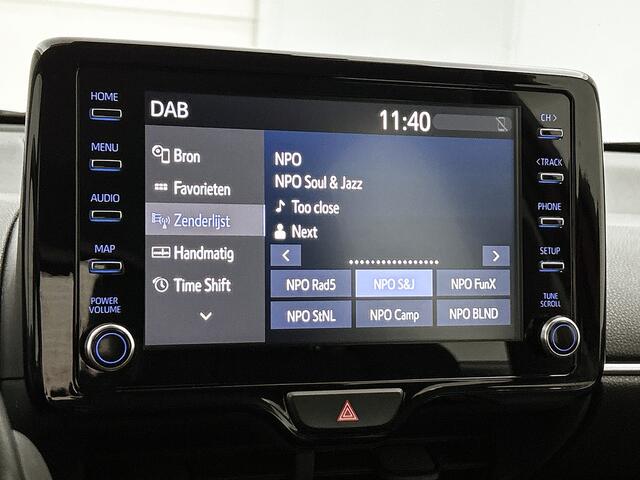 HOME
MENU
AUDIO
MAP
POWER
VOLUME
DAB
11:40
Bron
Favorieten
Zenderlijst
Handmatig
Time Shift
NPO
NPO Soul & Jazz
Too close
Next
NPO Rad5 NPO S&J NPO FunX
NPO StNL NPO Camp NPO BLND
CH >
< TRACK
PHONE
SETUP
TUNE
SCROLL